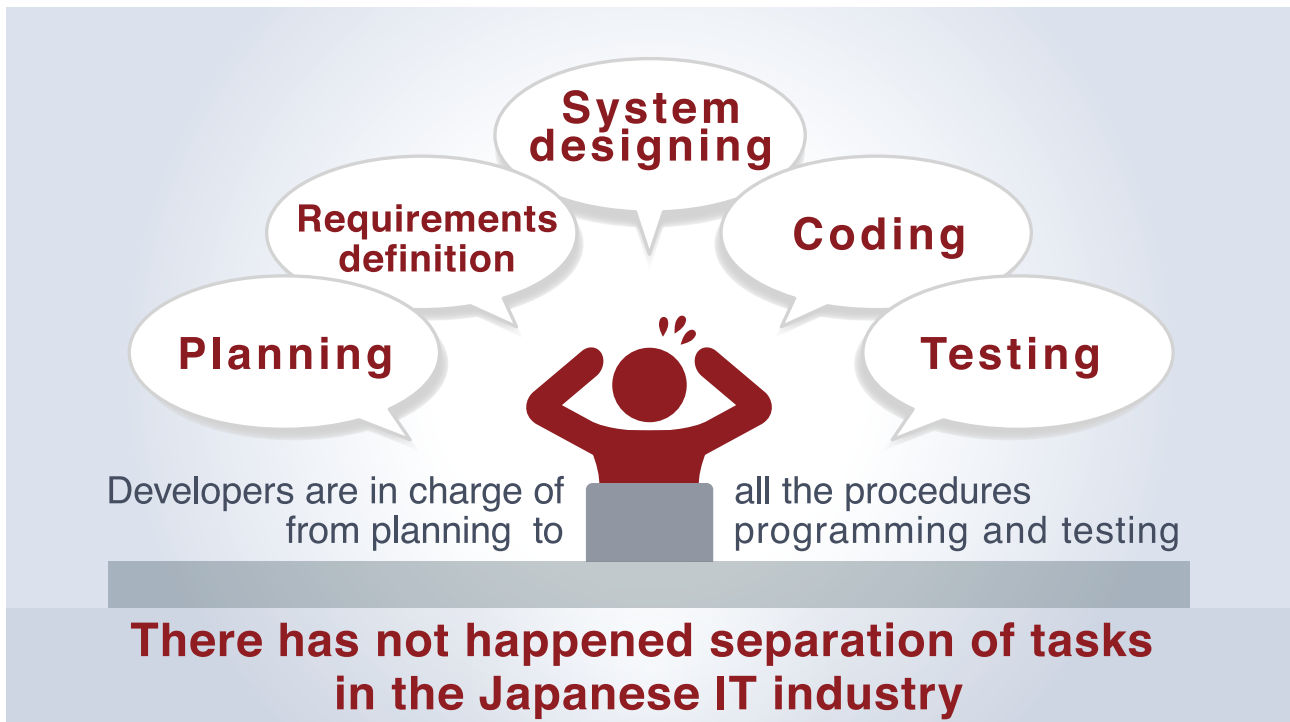 System
designing
Requirements
definition
Coding
Planning
Testing
Developers are in charge of all the procedures
from planning to programming and testing
There has not happened separation of tasks
in the Japanese IT industry